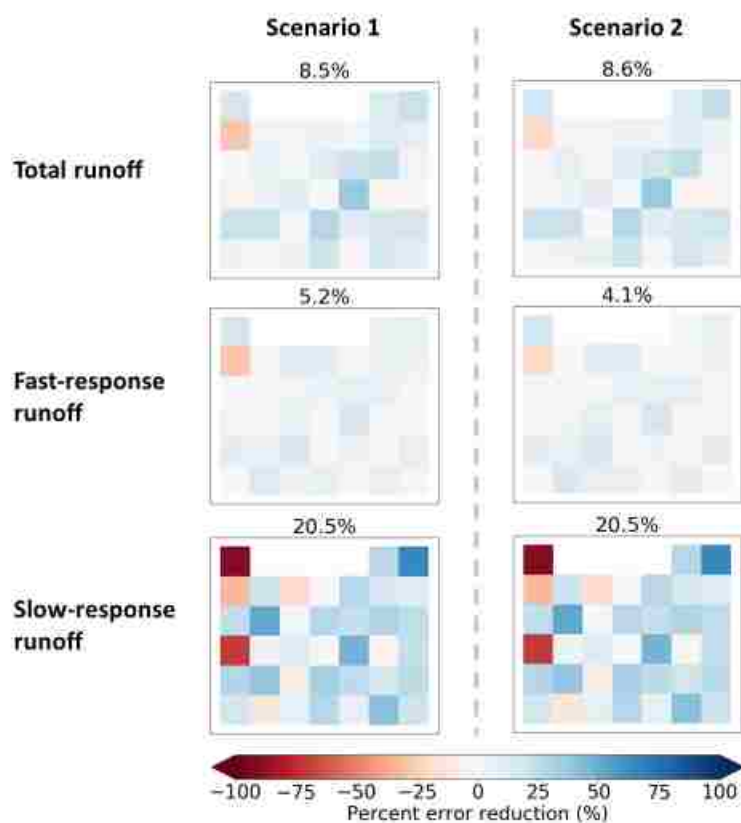 Scenario 1
Scenario 2
8.5%
8.6%
Total runoff
5.2%
4.1%
Fast-response
runoff
20.5%
20.5%
Slow-response
runoff
−100 −75 −50 −25 0 25 50 75 100
Percent error reduction (%)